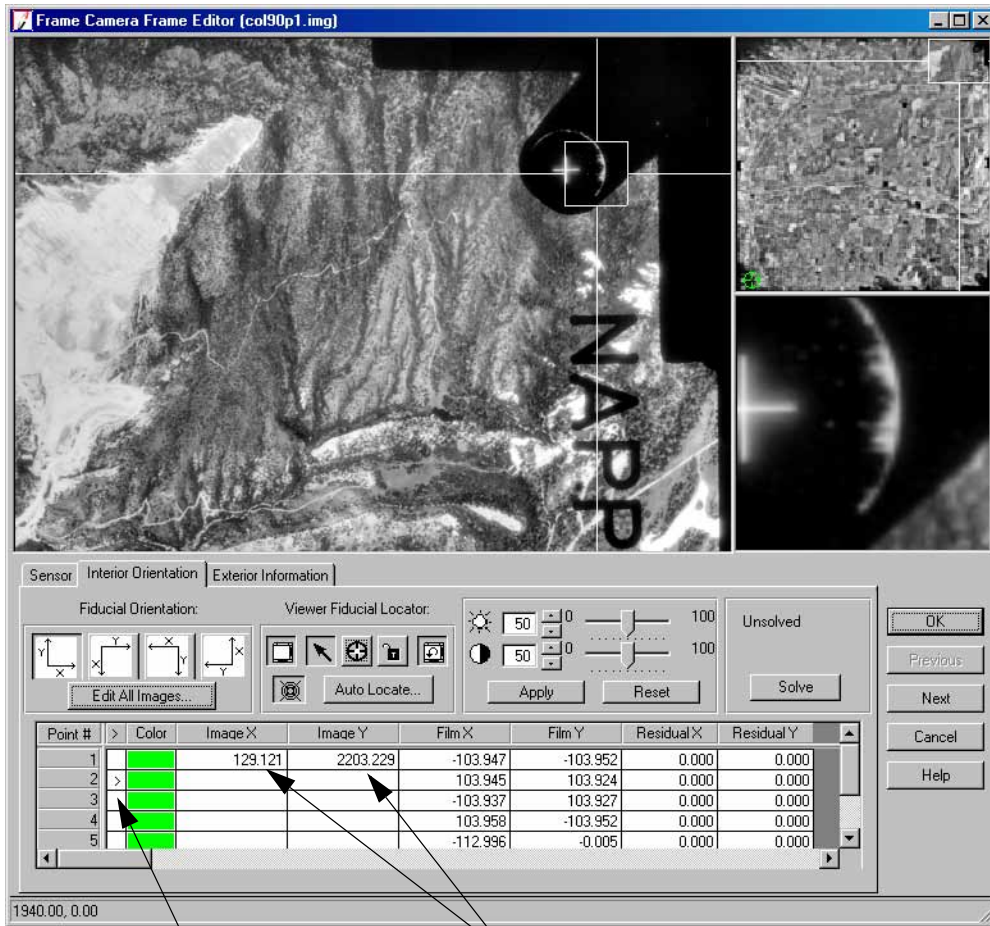 Frame Camera Frame Editor (col90p1.img)
NAPP
Sensor Interior Orientation Exterior Information
Fiducial Orientation: Viewer Fiducial Locator:
Y X X Y X Y X Y
Edit All Images... Auto Locate...
50 0 100
50 0 100
Apply Reset
Unsolved
Solve
OK
Previous
Next
Cancel
Help
Point # > Color Image X Image Y Film X Film Y Residual X Residual Y
1 129.121 2203.229 -103.947 -103.952 0.000 0.000
2 > 103.945 103.924 0.000 0.000
3 -103.937 103.927 0.000 0.000
4 103.958 -103.952 0.000 0.000
5 -112.996 -0.005 0.000 0.000
1940.00, 0.00